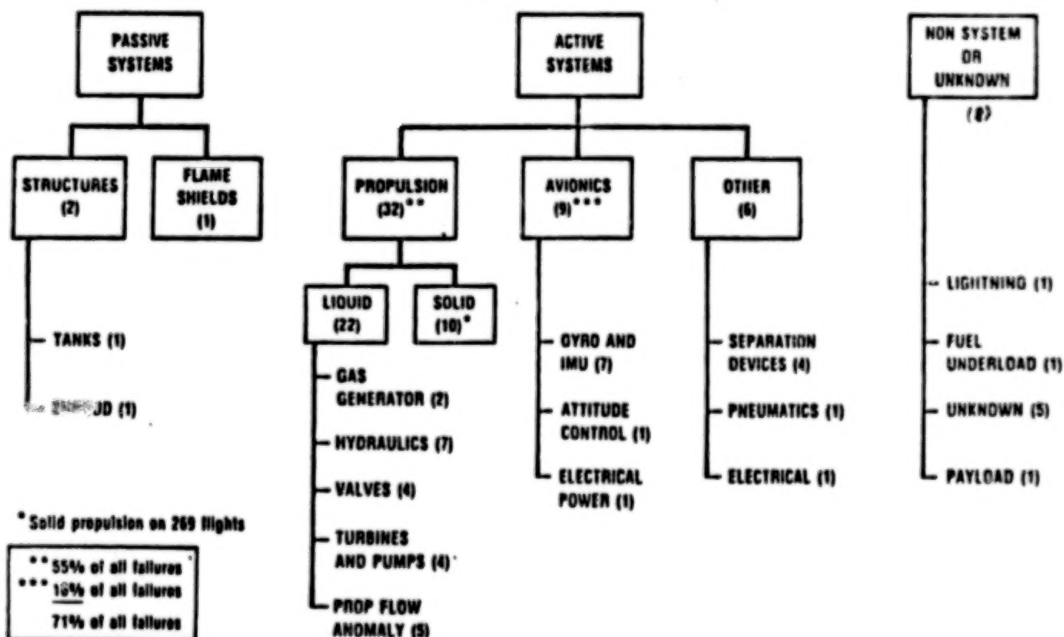 PASSIVE
SYSTEMS
STRUCTURES
(2)
FLAME
SHIELDS
(1)
TANKS (1)
(1)
ACTIVE
SYSTEMS
PROPULSION
(32)**
LIQUID
(22)
GAS
GENERATOR (2)
HYDRAULICS (7)
VALVES (4)
TURBINES
AND PUMPS (4)
PROP FLOW
ANOMALY (5)
SOLID
(10)*
AVIONICS
(9)***
GYRO AND
IMU (7)
ATTITUDE
CONTROL (1)
ELECTRICAL
POWER (1)
OTHER
(6)
SEPARATION
DEVICES (4)
PNEUMATICS (1)
ELECTRICAL (1)
NON SYSTEM
OR
UNKNOWN
LIGHTNING (1)
FUEL
UNDERLOAD (1)
UNKNOWN (5)
PAYLOAD (1)
*Solid propulsion on 269 flights
**55% of all failures
*** of all failures
71% of all failures